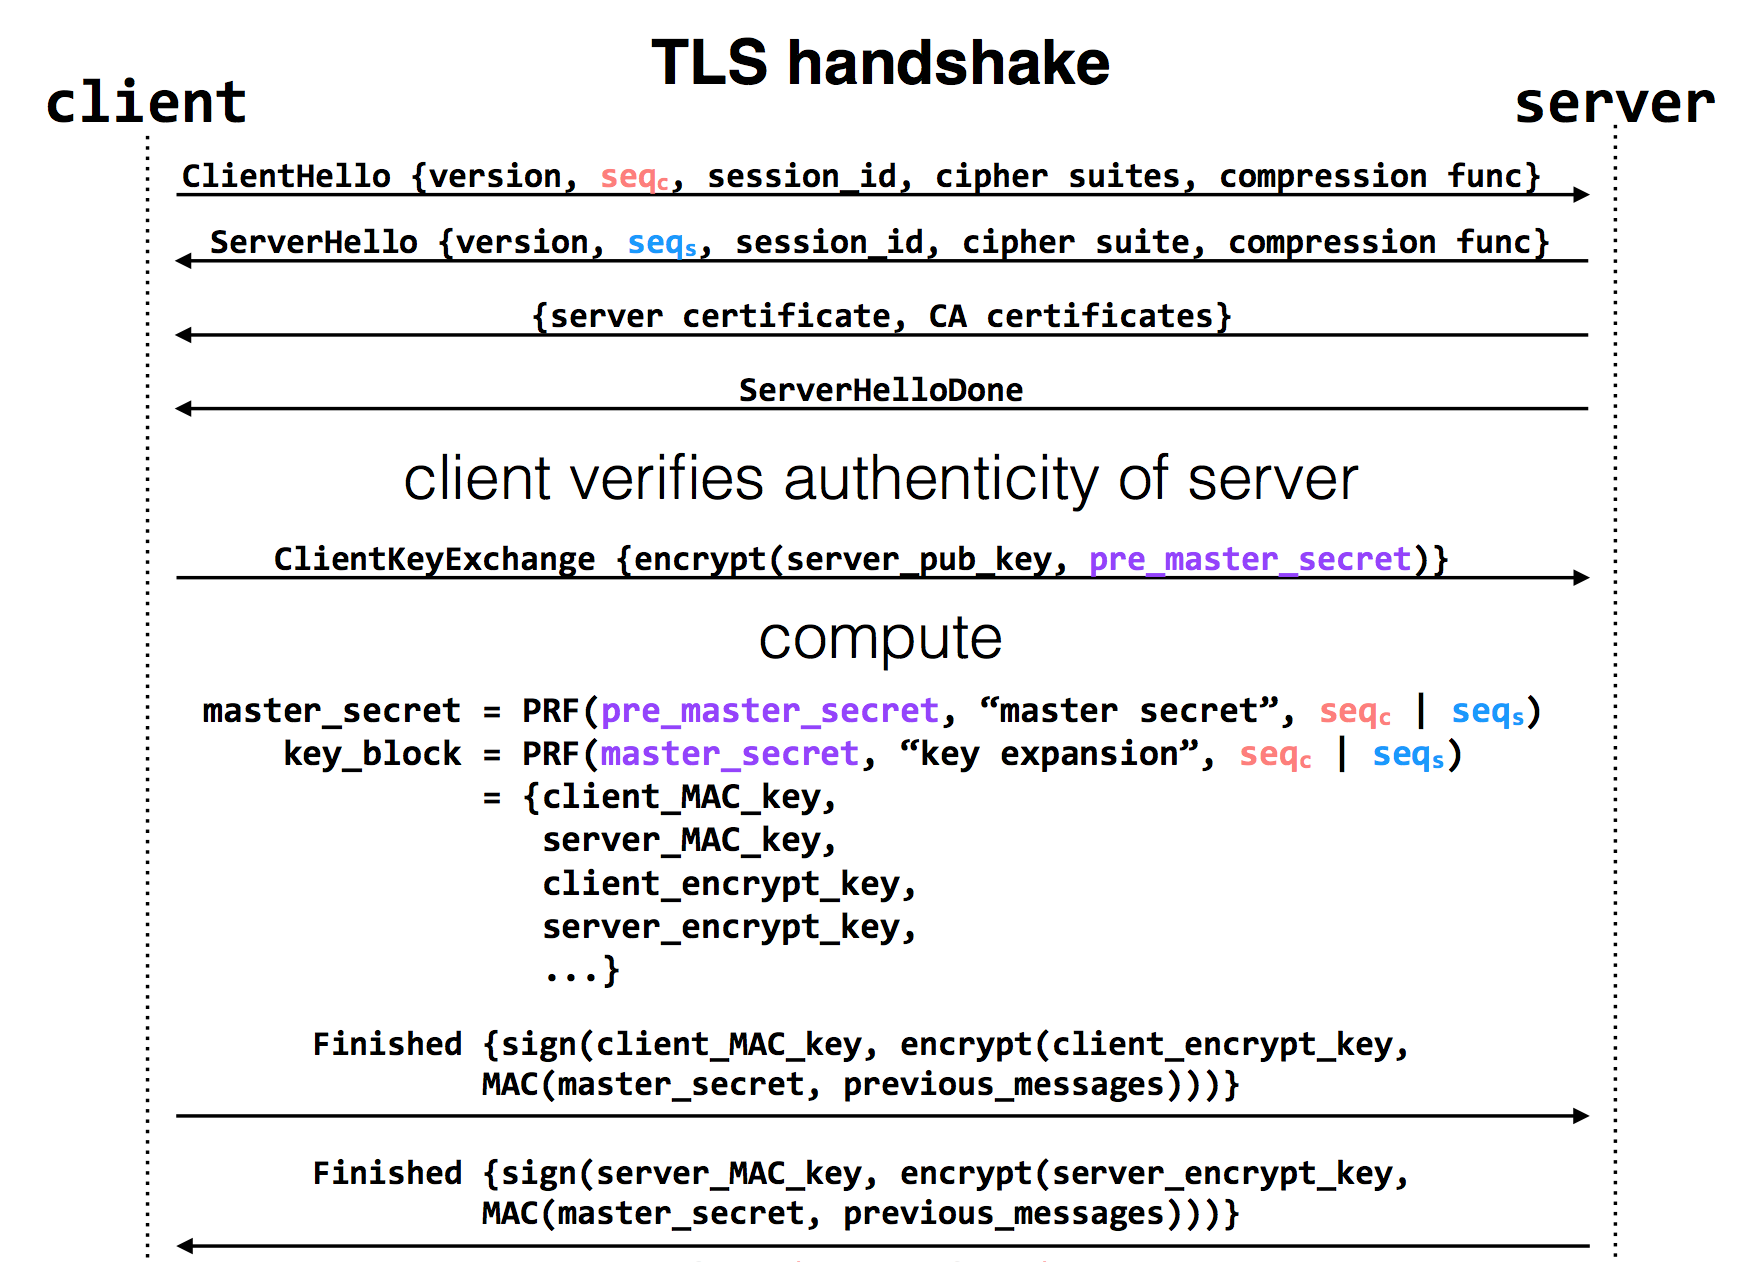 TLS handshake
client
server
ClientHello {version, seqc, session_id, cipher suites, compression func}
ServerHello {version, seqs, session_id, cipher suite, compression func}
{server certificate, CA certificates}
ServerHelloDone
client verifies authenticity of server
ClientKeyExchange {encrypt(server_pub_key, pre_master_secret)}
compute
master_secret = PRF(pre_master_secret, “master secret”, seqc | seqs)
key_block = PRF(master_secret, “key expansion”, seqc | seqs)
= {client_MAC_key,
server_MAC_key,
client_encrypt_key,
server_encrypt_key,
...}
Finished {sign(client_MAC_key, encrypt(client_encrypt_key,
MAC(master_secret, previous_messages)))}
Finished {sign(server_MAC_key, encrypt(server_encrypt_key,
MAC(master_secret, previous_messages)))}